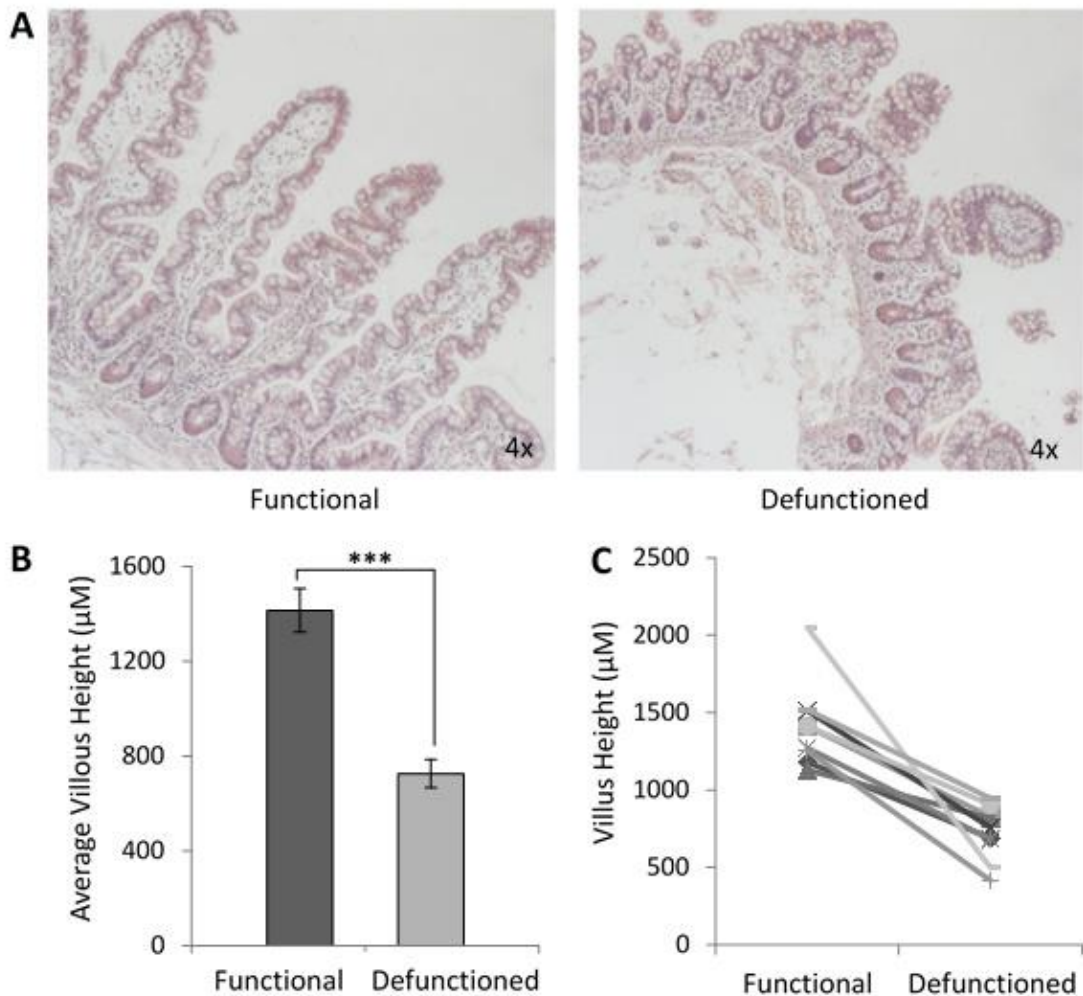 A
4x
4x
Functional
Defunctioned
B
Average Villous Height (µM)
1600
1200
800
400
0
***
Functional
Defunctioned
C
Villus Height (µM)
2500
2000
1500
1000
500
0
Functional
Defunctioned